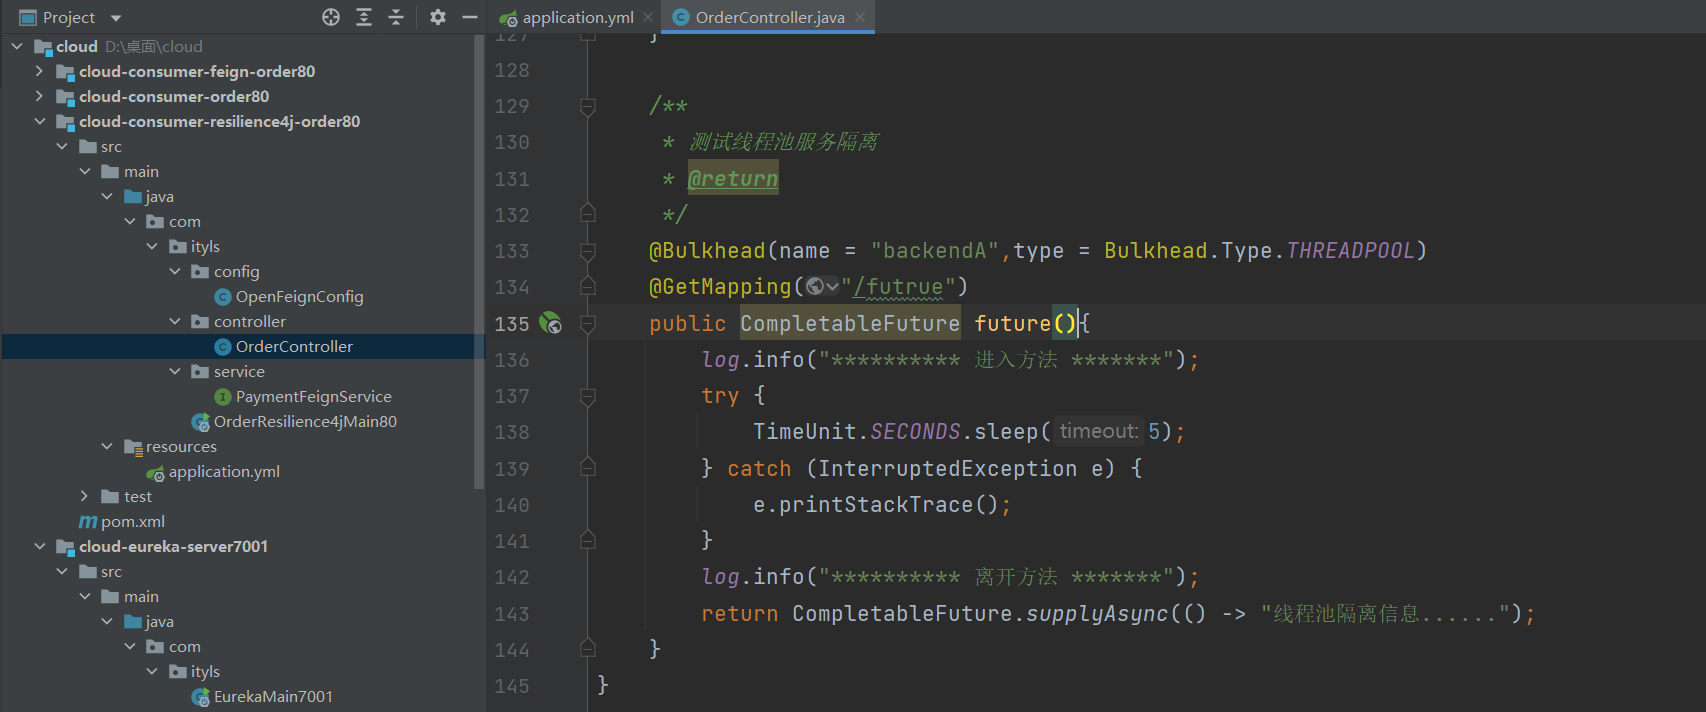 Project
cloud D:\桌面\cloud
cloud-consumer-feign-order80
cloud-consumer-order80
cloud-consumer-resilience4j-order80
src
main
java
com
ityls
config
OpenFeignConfig
controller
OrderController
service
PaymentFeignService
OrderResilience4jMain80
resources
application.yml
test
pom.xml
cloud-eureka-server7001
src
main
java
com
ityls
EurekaMain7001
application.yml OrderController.java
127 }
128
129 /**
130 * 测试线程池服务隔离
131 * @return
132 */
133 @Bulkhead(name = "backendA",type = Bulkhead.Type.THREADPOOL)
134 @GetMapping("/futrue")
135 public CompletableFuture future(){
136 log.info("********** 进入方法 *******");
137 try {
138 TimeUnit.SECONDS.sleep( timeout: 5);
139 } catch (InterruptedException e) {
140 e.printStackTrace();
141 }
142 log.info("********** 离开方法 *******");
143 return CompletableFuture.supplyAsync(() -> "线程池隔离信息......");
144 }
145 }